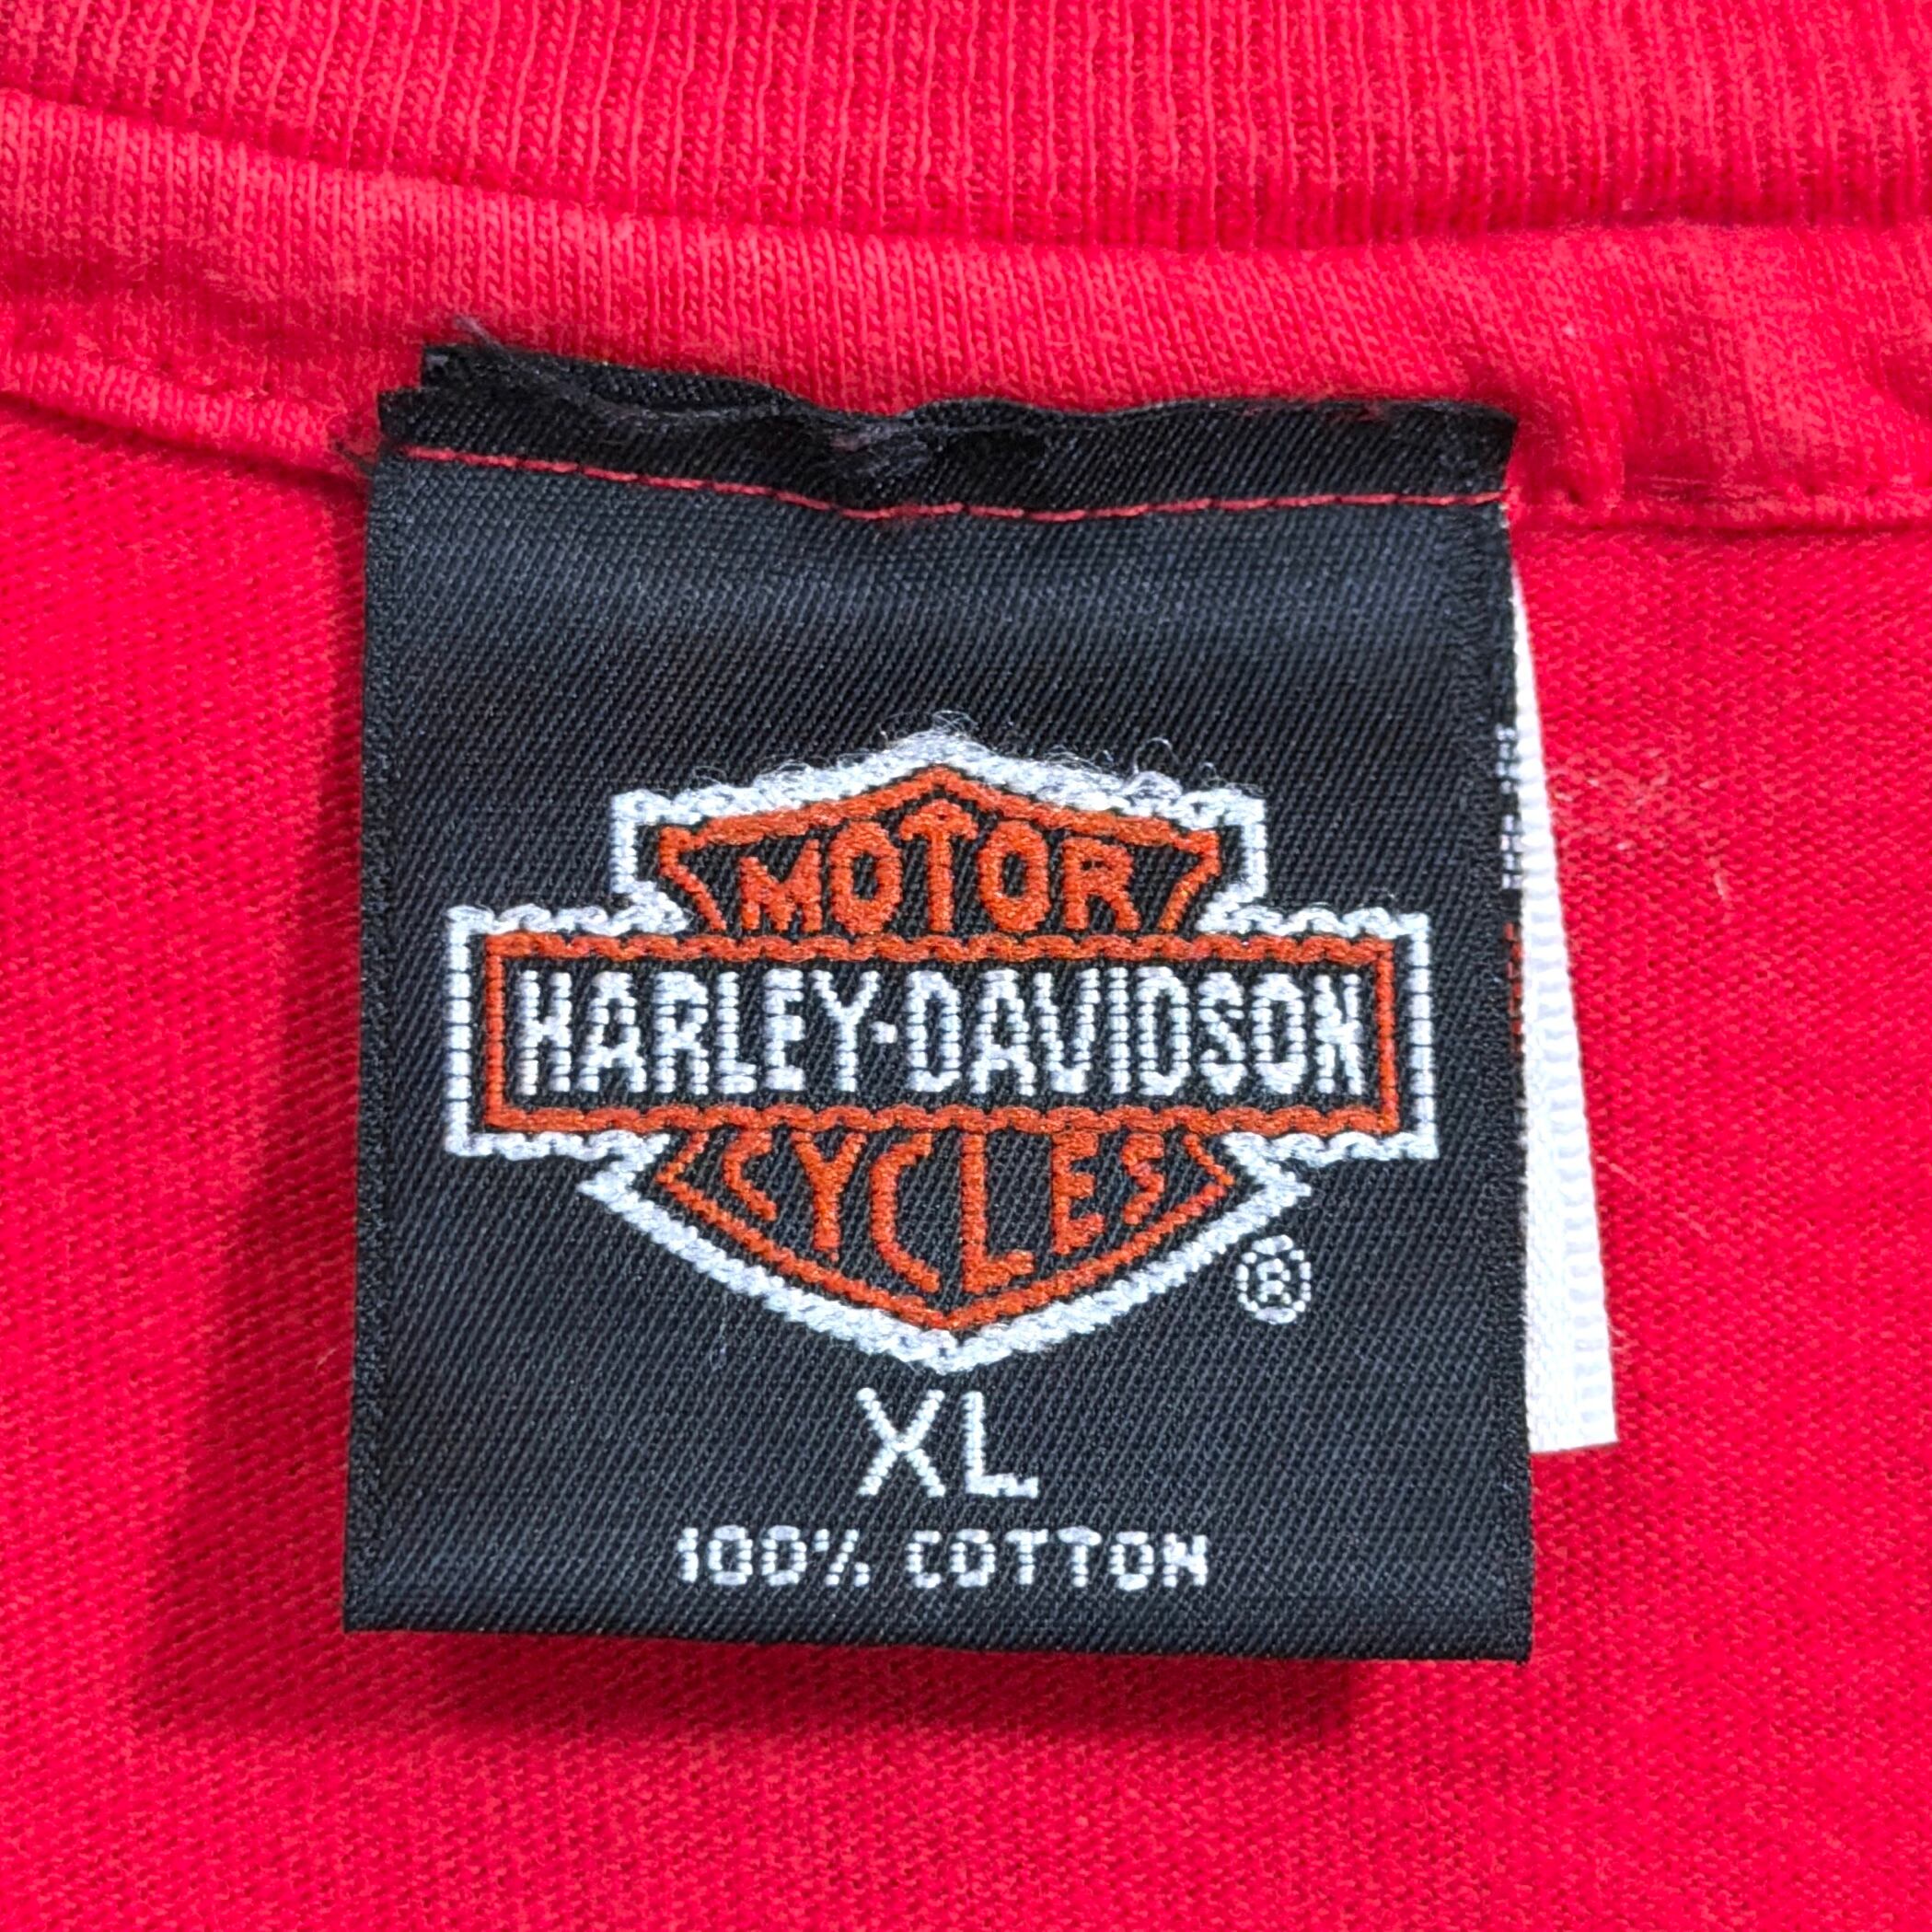 MOTOR
HARLEY-DAVIDSON
CYCLES
®
XL
100% COTTON